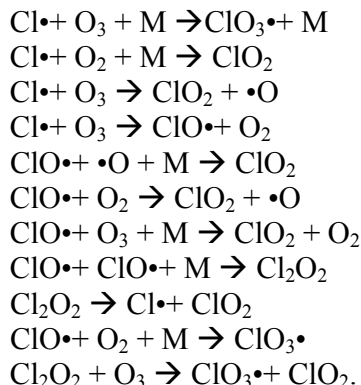 Cl•+ O₃ + M →ClO₃•+ M
Cl•+ O₂ + M → ClO₂
Cl•+ O₃ → ClO₂ + •O
Cl•+ O₃ → ClO•+ O₂
ClO•+ •O + M → ClO₂
ClO•+ O₂ → ClO₂ + •O
ClO•+ O₃ + M → ClO₂ + O₂
ClO•+ ClO•+ M → Cl₂O₂
Cl₂O₂ → Cl•+ ClO₂
ClO•+ O₂ + M → ClO₃•
Cl₂O₂ + O₃ → ClO₃•+ ClO₂.